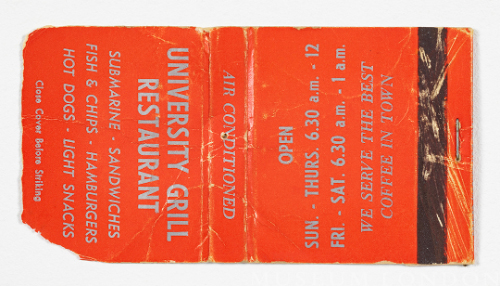 UNIVERSITY GRILL
RESTAURANT
SUBMARINE - SANDWICHES
FISH & CHIPS - HAMBURGERS
HOT DOGS - LIGHT SNACKS
Close Cover Before Striking
AIR CONDITIONED
OPEN
SUN. - THURS. 6.30 a.m. - 12
FRI. - SAT. 6.30 a.m. - 1 a.m.
WE SERVE THE BEST
COFFEE IN TOWN.